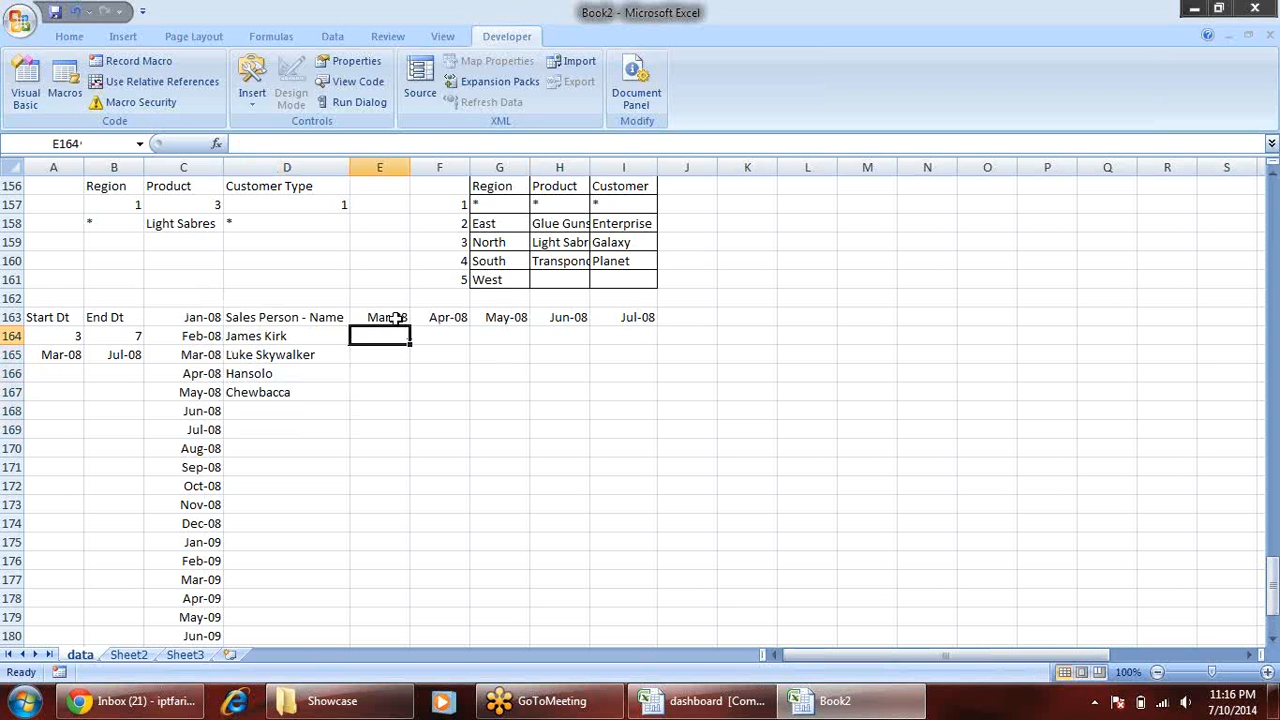 Book2 - Microsoft Excel
Home Insert Page Layout Formulas Data Review View Developer
Record Macro Properties Map Properties Import
Use Relative References View Code Expansion Packs Export
Macro Security Run Dialog Refresh Data
Visual Basic Macros Insert Design Mode Source Document Panel
Code Controls XML Modify
E164 fx
A B C D E F G H I J K L M N O P Q R S
156 Region Product Customer Type Region Product Customer
157 1 3 1 1 * * *
158 * Light Sabres * 2 East Glue Guns Enterprise
159 3 North Light Sabr Galaxy
160 4 South Transpond Planet
161 5 West
162
163 Start Dt End Dt Jan-08 Sales Person - Name Mar-08 Apr-08 May-08 Jun-08 Jul-08
164 3 7 Feb-08 James Kirk
165 Mar-08 Jul-08 Mar-08 Luke Skywalker
166 Apr-08 Hansolo
167 May-08 Chewbacca
168 Jun-08
169 Jul-08
170 Aug-08
171 Sep-08
172 Oct-08
173 Nov-08
174 Dec-08
175 Jan-09
176 Feb-09
177 Mar-09
178 Apr-09
179 May-09
180 Jun-09
data Sheet2 Sheet3
Ready 100%
Inbox (21) - iptfari... Showcase GoToMeeting dashboard [Com... Book2 11:16 PM
7/10/2014